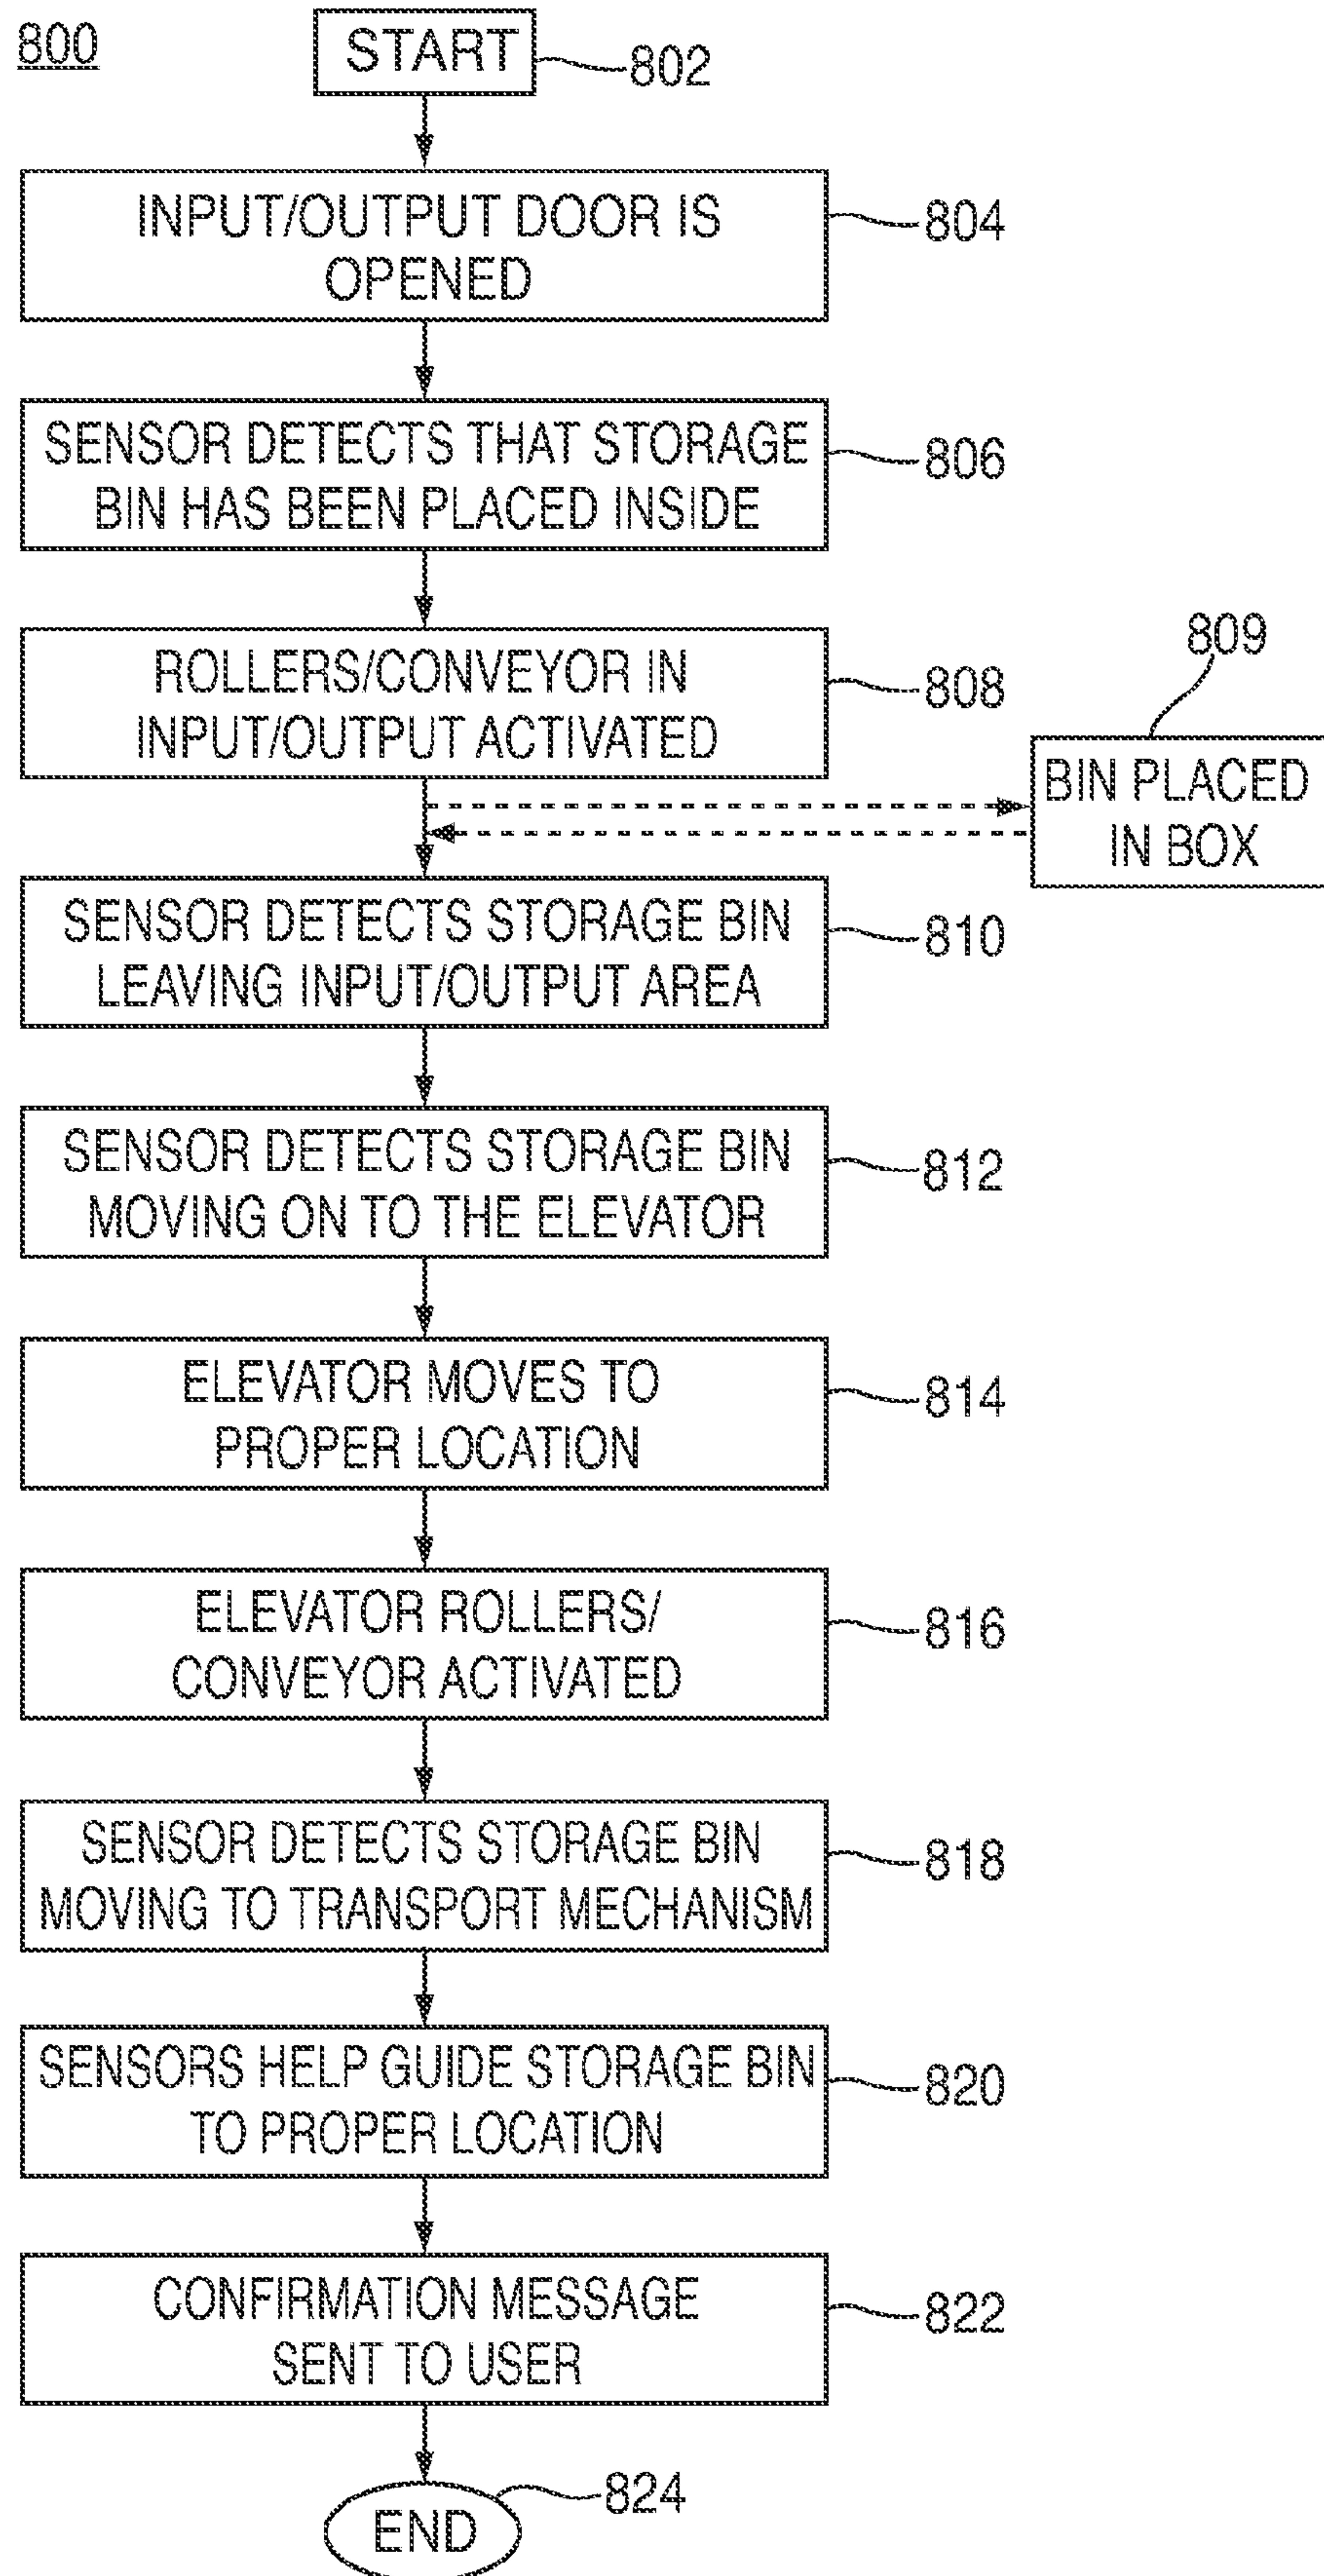 800
START
802
INPUT/OUTPUT DOOR IS
OPENED
804
SENSOR DETECTS THAT STORAGE
BIN HAS BEEN PLACED INSIDE
806
ROLLERS/CONVEYOR IN
INPUT/OUTPUT ACTIVATED
808
809
BIN PLACED
IN BOX
SENSOR DETECTS STORAGE BIN
LEAVING INPUT/OUTPUT AREA
810
SENSOR DETECTS STORAGE BIN
MOVING ON TO THE ELEVATOR
812
ELEVATOR MOVES TO
PROPER LOCATION
814
ELEVATOR ROLLERS/
CONVEYOR ACTIVATED
816
SENSOR DETECTS STORAGE BIN
MOVING TO TRANSPORT MECHANISM
818
SENSORS HELP GUIDE STORAGE BIN
TO PROPER LOCATION
820
CONFIRMATION MESSAGE
SENT TO USER
822
END
824